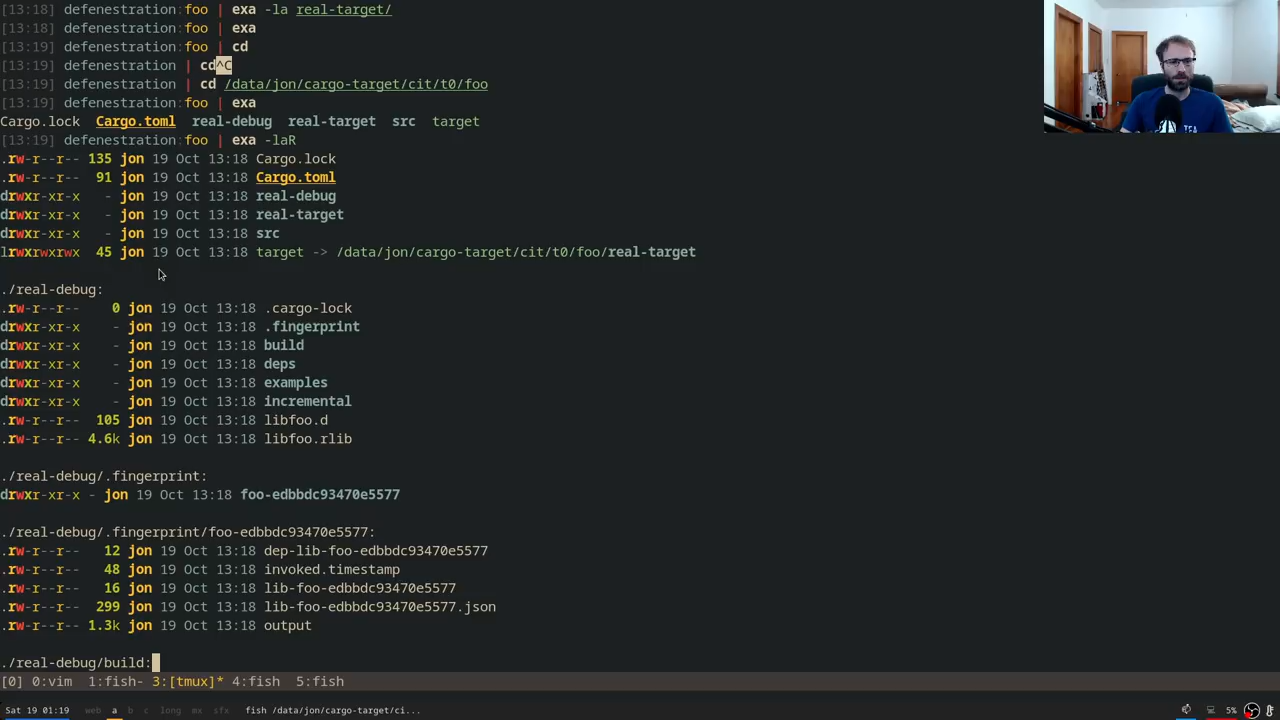 [13:18] defenestration:foo | exa -la real-target/
[13:18] defenestration:foo | exa
[13:19] defenestration:foo | cd
[13:19] defenestration | cd^C
[13:19] defenestration | cd /data/jon/cargo-target/cit/t0/foo
[13:19] defenestration:foo | exa
Cargo.lock  Cargo.toml  real-debug  real-target  src  target
[13:19] defenestration:foo | exa -laR
.rw-r--r-- 135 jon 19 Oct 13:18 Cargo.lock
.rw-r--r--  91 jon 19 Oct 13:18 Cargo.toml
drwxr-xr-x   - jon 19 Oct 13:18 real-debug
drwxr-xr-x   - jon 19 Oct 13:18 real-target
drwxr-xr-x   - jon 19 Oct 13:18 src
lrwxrwxrwx  45 jon 19 Oct 13:18 target -> /data/jon/cargo-target/cit/t0/foo/real-target
./real-debug:
.rw-r--r--    0 jon 19 Oct 13:18 .cargo-lock
drwxr-xr-x    - jon 19 Oct 13:18 .fingerprint
drwxr-xr-x    - jon 19 Oct 13:18 build
drwxr-xr-x    - jon 19 Oct 13:18 deps
drwxr-xr-x    - jon 19 Oct 13:18 examples
drwxr-xr-x    - jon 19 Oct 13:18 incremental
.rw-r--r--  105 jon 19 Oct 13:18 libfoo.d
.rw-r--r-- 4.6k jon 19 Oct 13:18 libfoo.rlib
./real-debug/.fingerprint:
drwxr-xr-x - jon 19 Oct 13:18 foo-edbbdc93470e5577
./real-debug/.fingerprint/foo-edbbdc93470e5577:
.rw-r--r--   12 jon 19 Oct 13:18 dep-lib-foo-edbbdc93470e5577
.rw-r--r--   48 jon 19 Oct 13:18 invoked.timestamp
.rw-r--r--   16 jon 19 Oct 13:18 lib-foo-edbbdc93470e5577
.rw-r--r--  299 jon 19 Oct 13:18 lib-foo-edbbdc93470e5577.json
.rw-r--r-- 1.3k jon 19 Oct 13:18 output
./real-debug/build:
[0] 0:vim  1:fish- 3:[tmux]* 4:fish  5:fish
Sat 19 01:19 web a b c long mx sfx fish /data/jon/cargo-target/ci... 5%